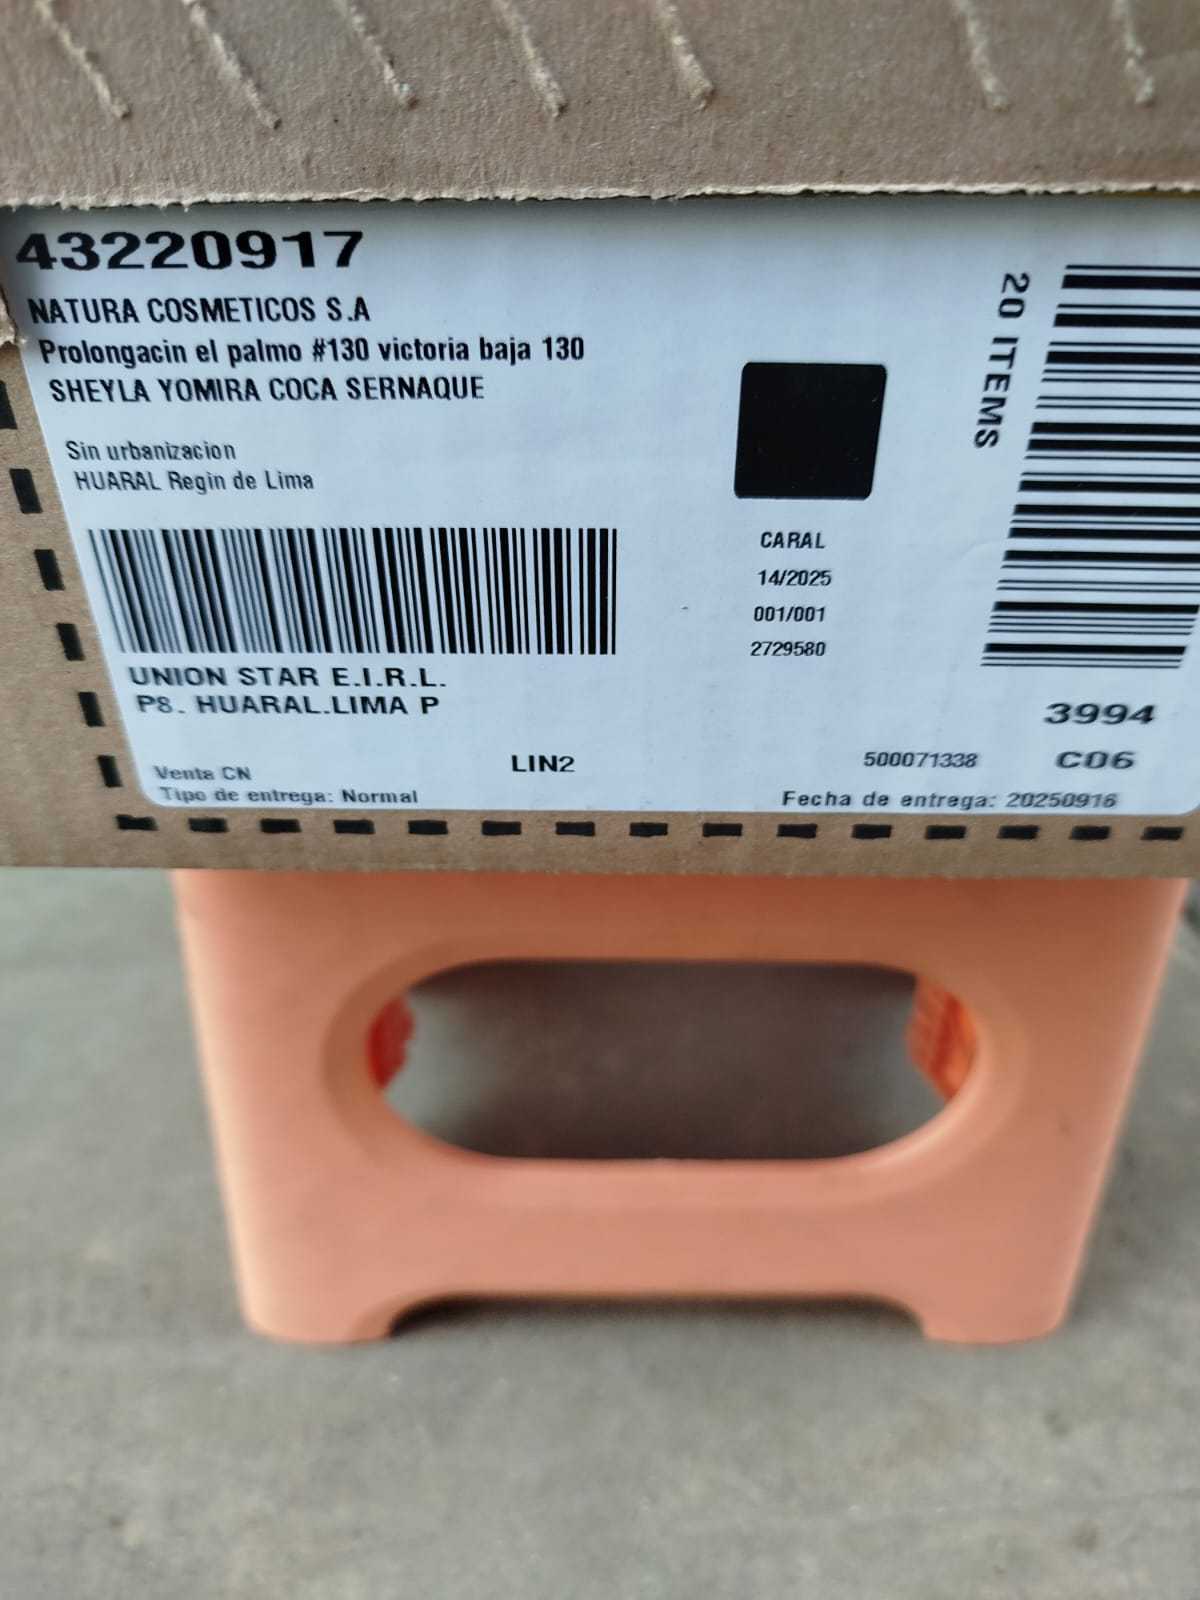 43220917
NATURA COSMETICOS S.A
Prolongacin el palmo #130 victoria baja 130
SHEYLA YOMIRA COCA SERNAQUE
Sin urbanizacion
HUARAL Regin de Lima
20 ITEMS
CARAL
14/2025
001/001
2729580
UNION STAR E.I.R.L.
P8. HUARAL.LIMA P
3994
LIN2
500071338
C06
Venta CN
Tipo de entrega: Normal
Fecha de entrega: 20250916